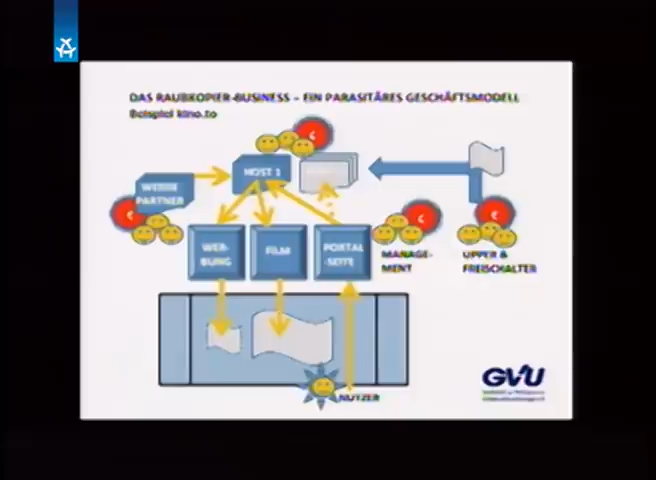 DAS RAUBKOPIER-BUSINESS – EIN PARASITÄRES GESCHÄFTSMODELL
Beispiel kino.to
HOST 1
WERBE
PARTNER
WER-
BUNG
FILM
PORTAL
-SEITE
MANAGE-
MENT
UPPER &
FREISCHALTER
NUTZER
GVU